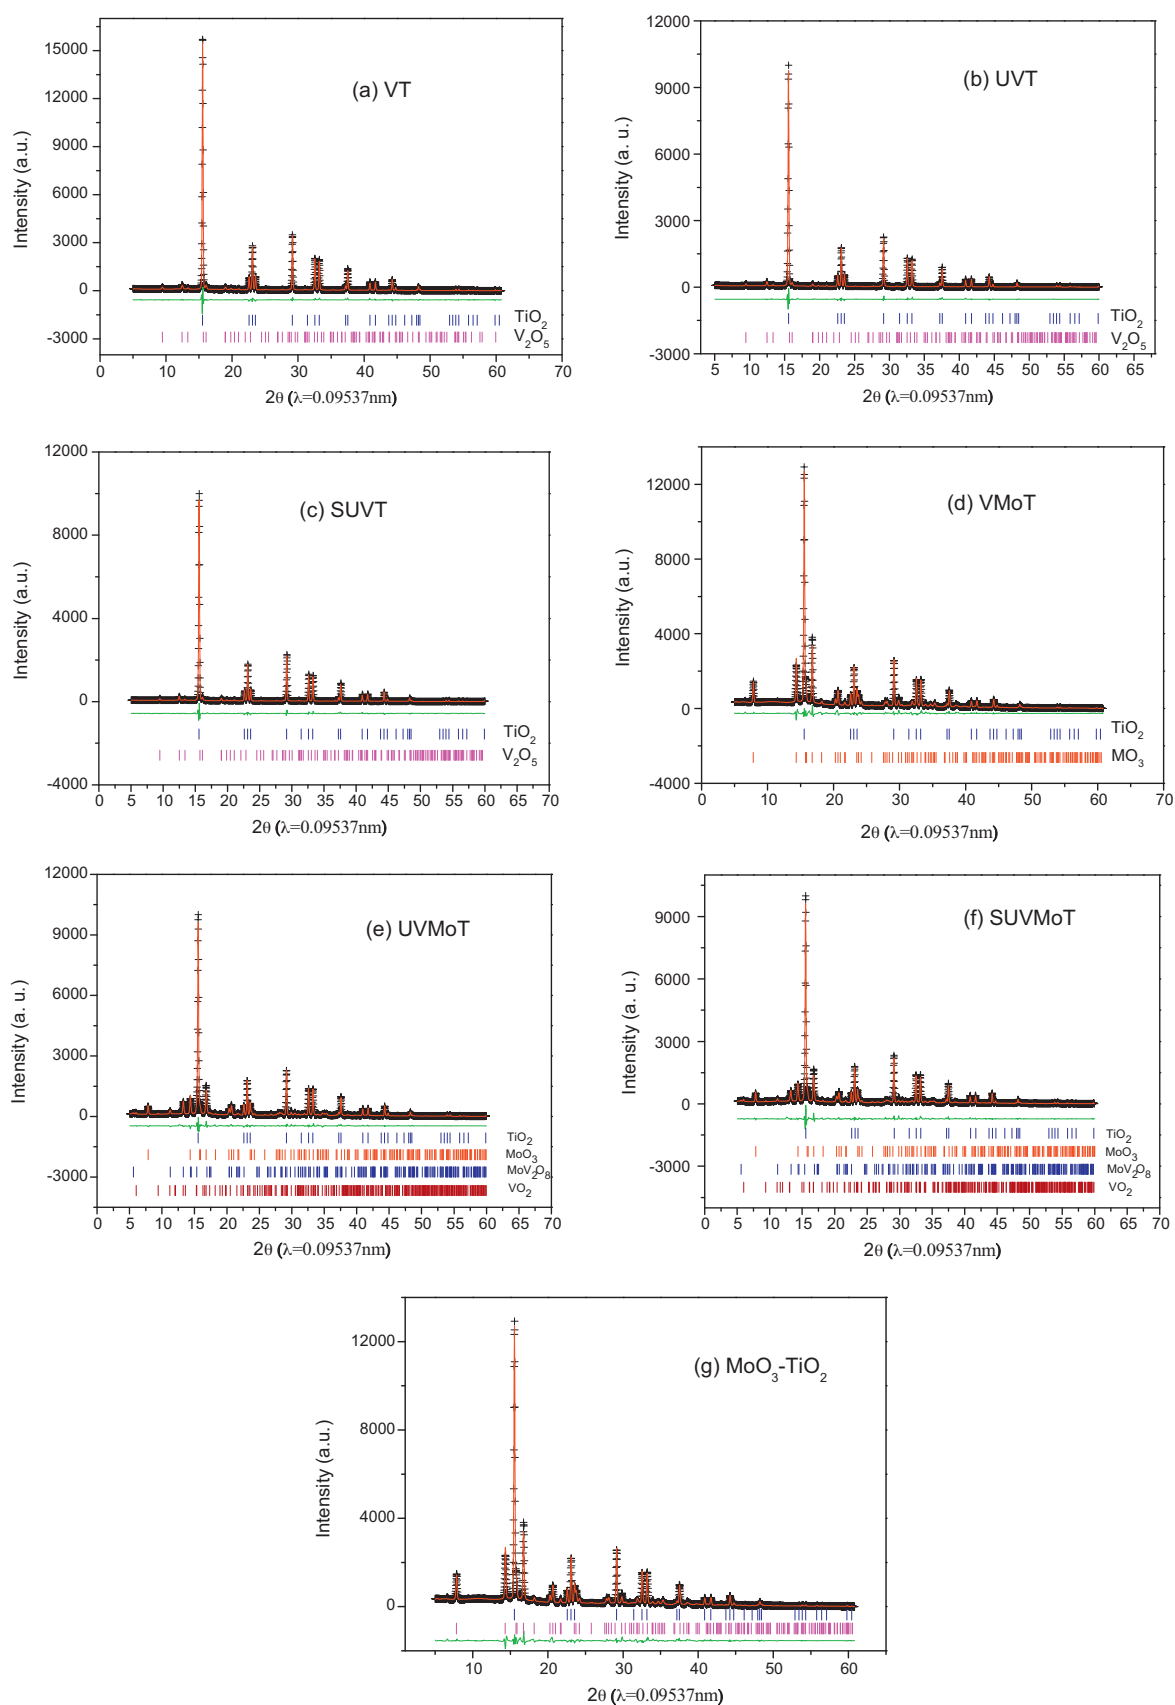 (a) VT
Intensity (a.u.)
15000
12000
9000
6000
3000
0
-3000
TiO₂
V₂O₅
0 10 20 30 40 50 60 70
2θ (λ=0.09537nm)
(b) UVT
Intensity (a. u.)
12000
10000
8000
6000
4000
2000
0
-3000
TiO₂
V₂O₅
5 10 15 20 25 30 35 40 45 50 55 60 65
2θ (λ=0.09537nm)
(c) SUVT
Intensity (a.u.)
12000
8000
4000
0
-4000
TiO₂
V₂O₅
0 5 10 15 20 25 30 35 40 45 50 55 60 65 70
2θ (λ=0.09537nm)
(d) VMoT
Intensity (a.u.)
12000
8000
4000
0
-4000
TiO₂
MO₃
0 10 20 30 40 50 60 70
2θ (λ=0.09537nm)
(e) UVMoT
Intensity (a. u.)
12000
9000
6000
3000
0
-3000
TiO₂
MoO₃
MoV₂O₈
VO₂
0 5 10 15 20 25 30 35 40 45 50 55 60 65 70
2θ (λ=0.09537nm)
(f) SUVMoT
Intensity (a. u.)
9000
6000
3000
0
-3000
TiO₂
MoO₃
MoV₂O₈
VO₂
0 5 10 15 20 25 30 35 40 45 50 55 60 65 70
2θ (λ=0.09537nm)
(g) MoO₃-TiO₂
Intensity (a.u.)
12000
8000
4000
0
10 20 30 40 50 60
2θ (λ=0.09537nm)